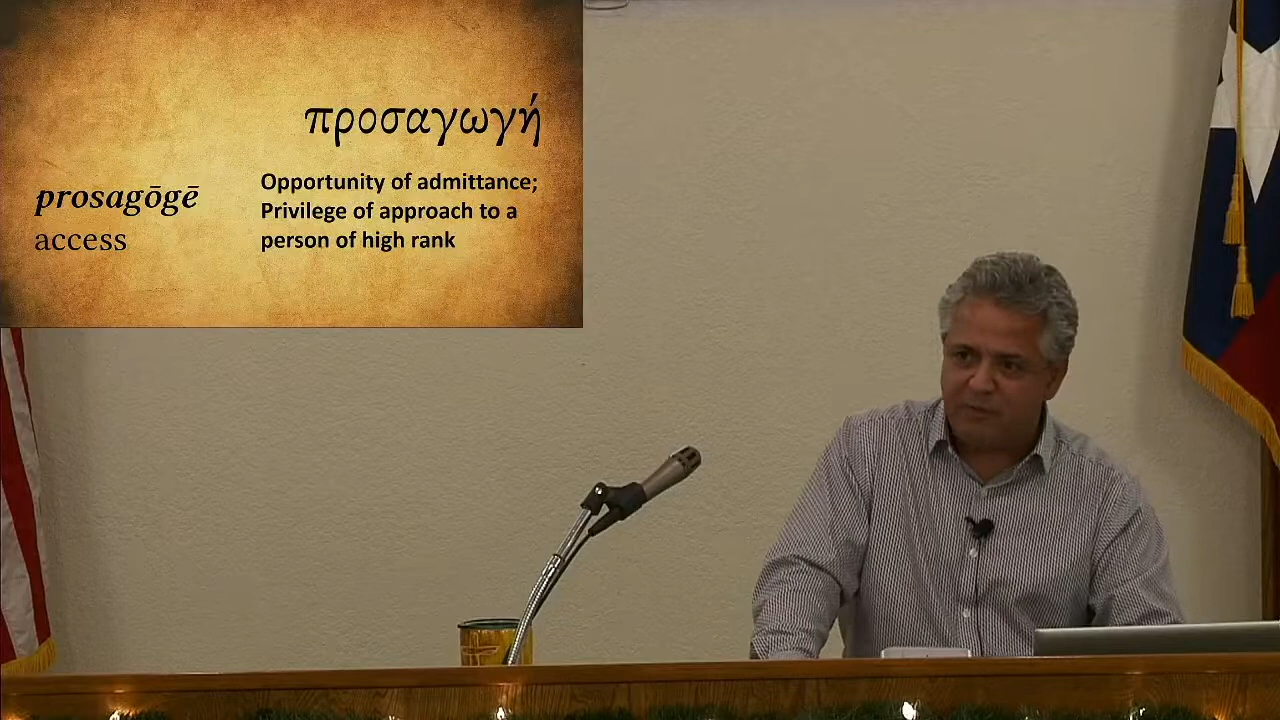 προσαγωγή
prosagōgē
access
Opportunity of admittance;
Privilege of approach to a
person of high rank